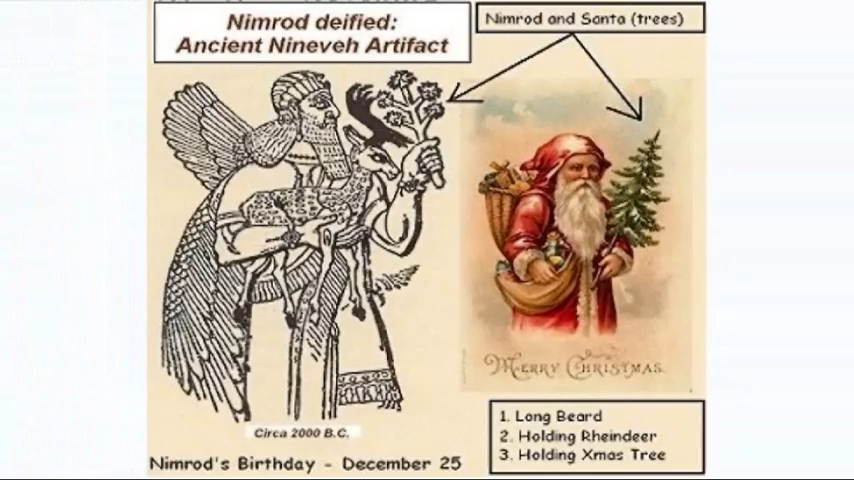 Nimrod deified:
Ancient Nineveh Artifact
Nimrod and Santa (trees)
MERRY CHRISTMAS.
Circa 2000 B.C.
Nimrod's Birthday - December 25
1. Long Beard
2. Holding Rheindeer
3. Holding Xmas Tree